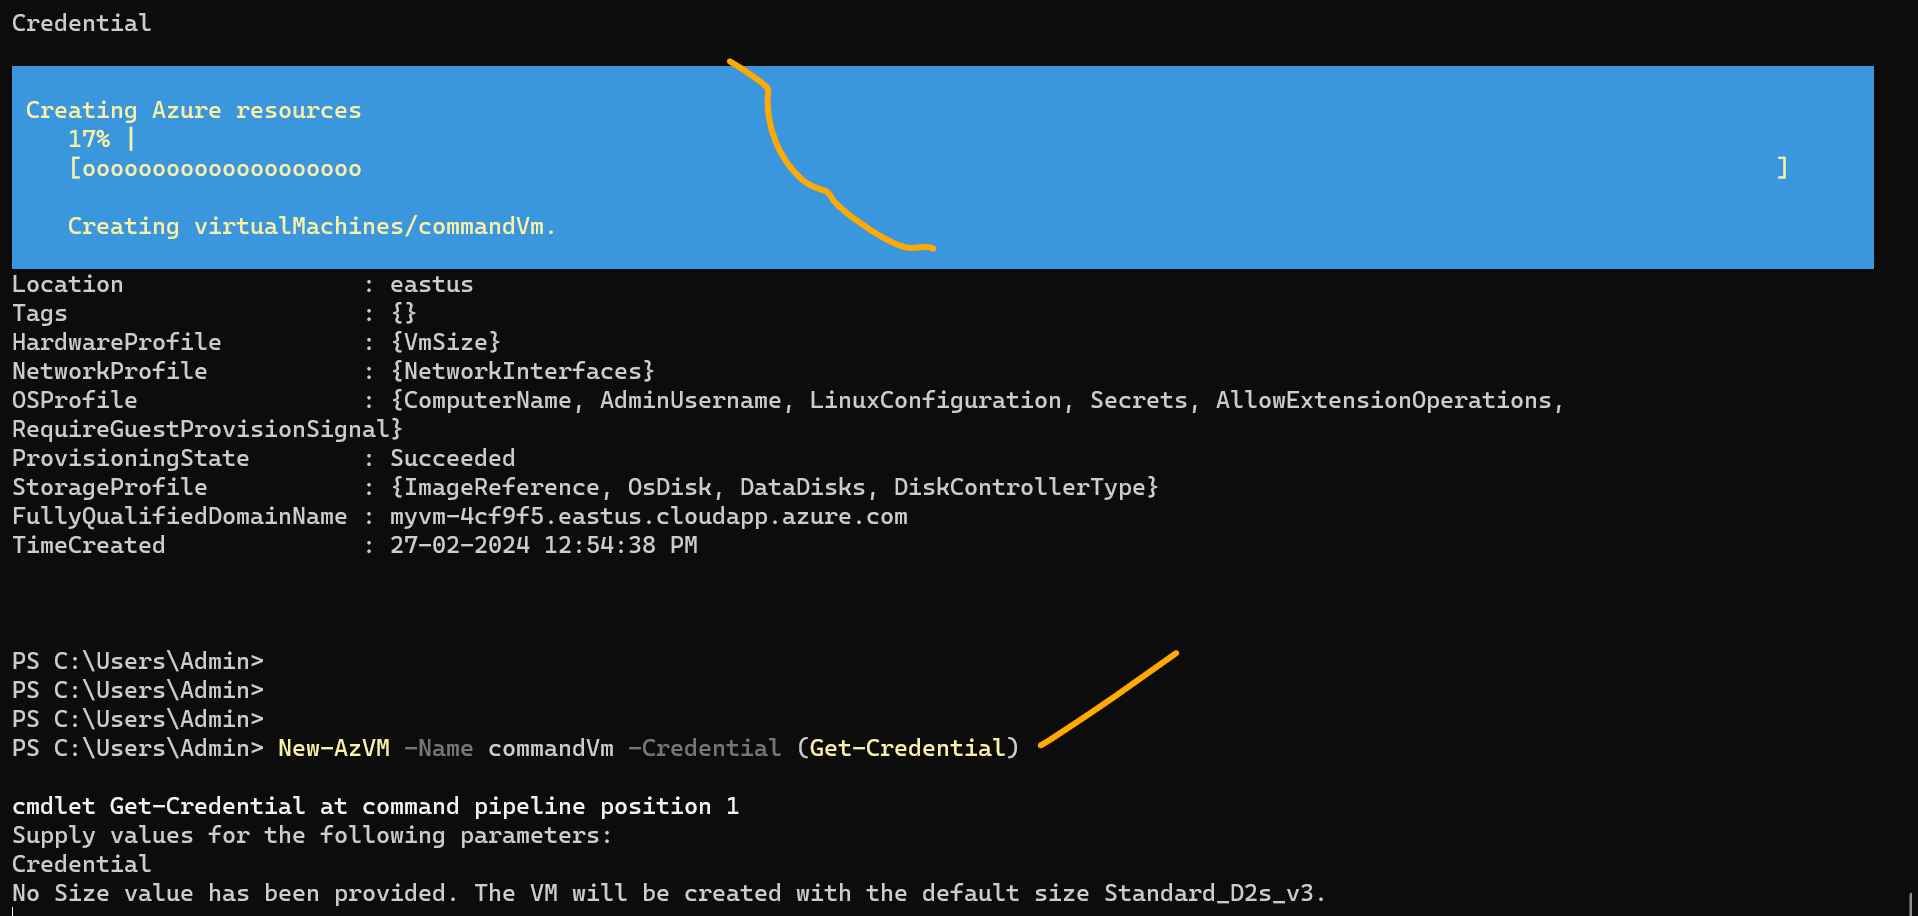 Credential
Creating Azure resources
17% |
[oooooooooooooooooooo ]
Creating virtualMachines/commandVm.
Location : eastus
Tags : {}
HardwareProfile : {VmSize}
NetworkProfile : {NetworkInterfaces}
OSProfile : {ComputerName, AdminUsername, LinuxConfiguration, Secrets, AllowExtensionOperations,
RequireGuestProvisionSignal}
ProvisioningState : Succeeded
StorageProfile : {ImageReference, OsDisk, DataDisks, DiskControllerType}
FullyQualifiedDomainName : myvm-4cf9f5.eastus.cloudapp.azure.com
TimeCreated : 27-02-2024 12:54:38 PM
PS C:\Users\Admin>
PS C:\Users\Admin>
PS C:\Users\Admin>
PS C:\Users\Admin> New-AzVM -Name commandVm -Credential (Get-Credential)
cmdlet Get-Credential at command pipeline position 1
Supply values for the following parameters:
Credential
No Size value has been provided. The VM will be created with the default size Standard_D2s_v3.